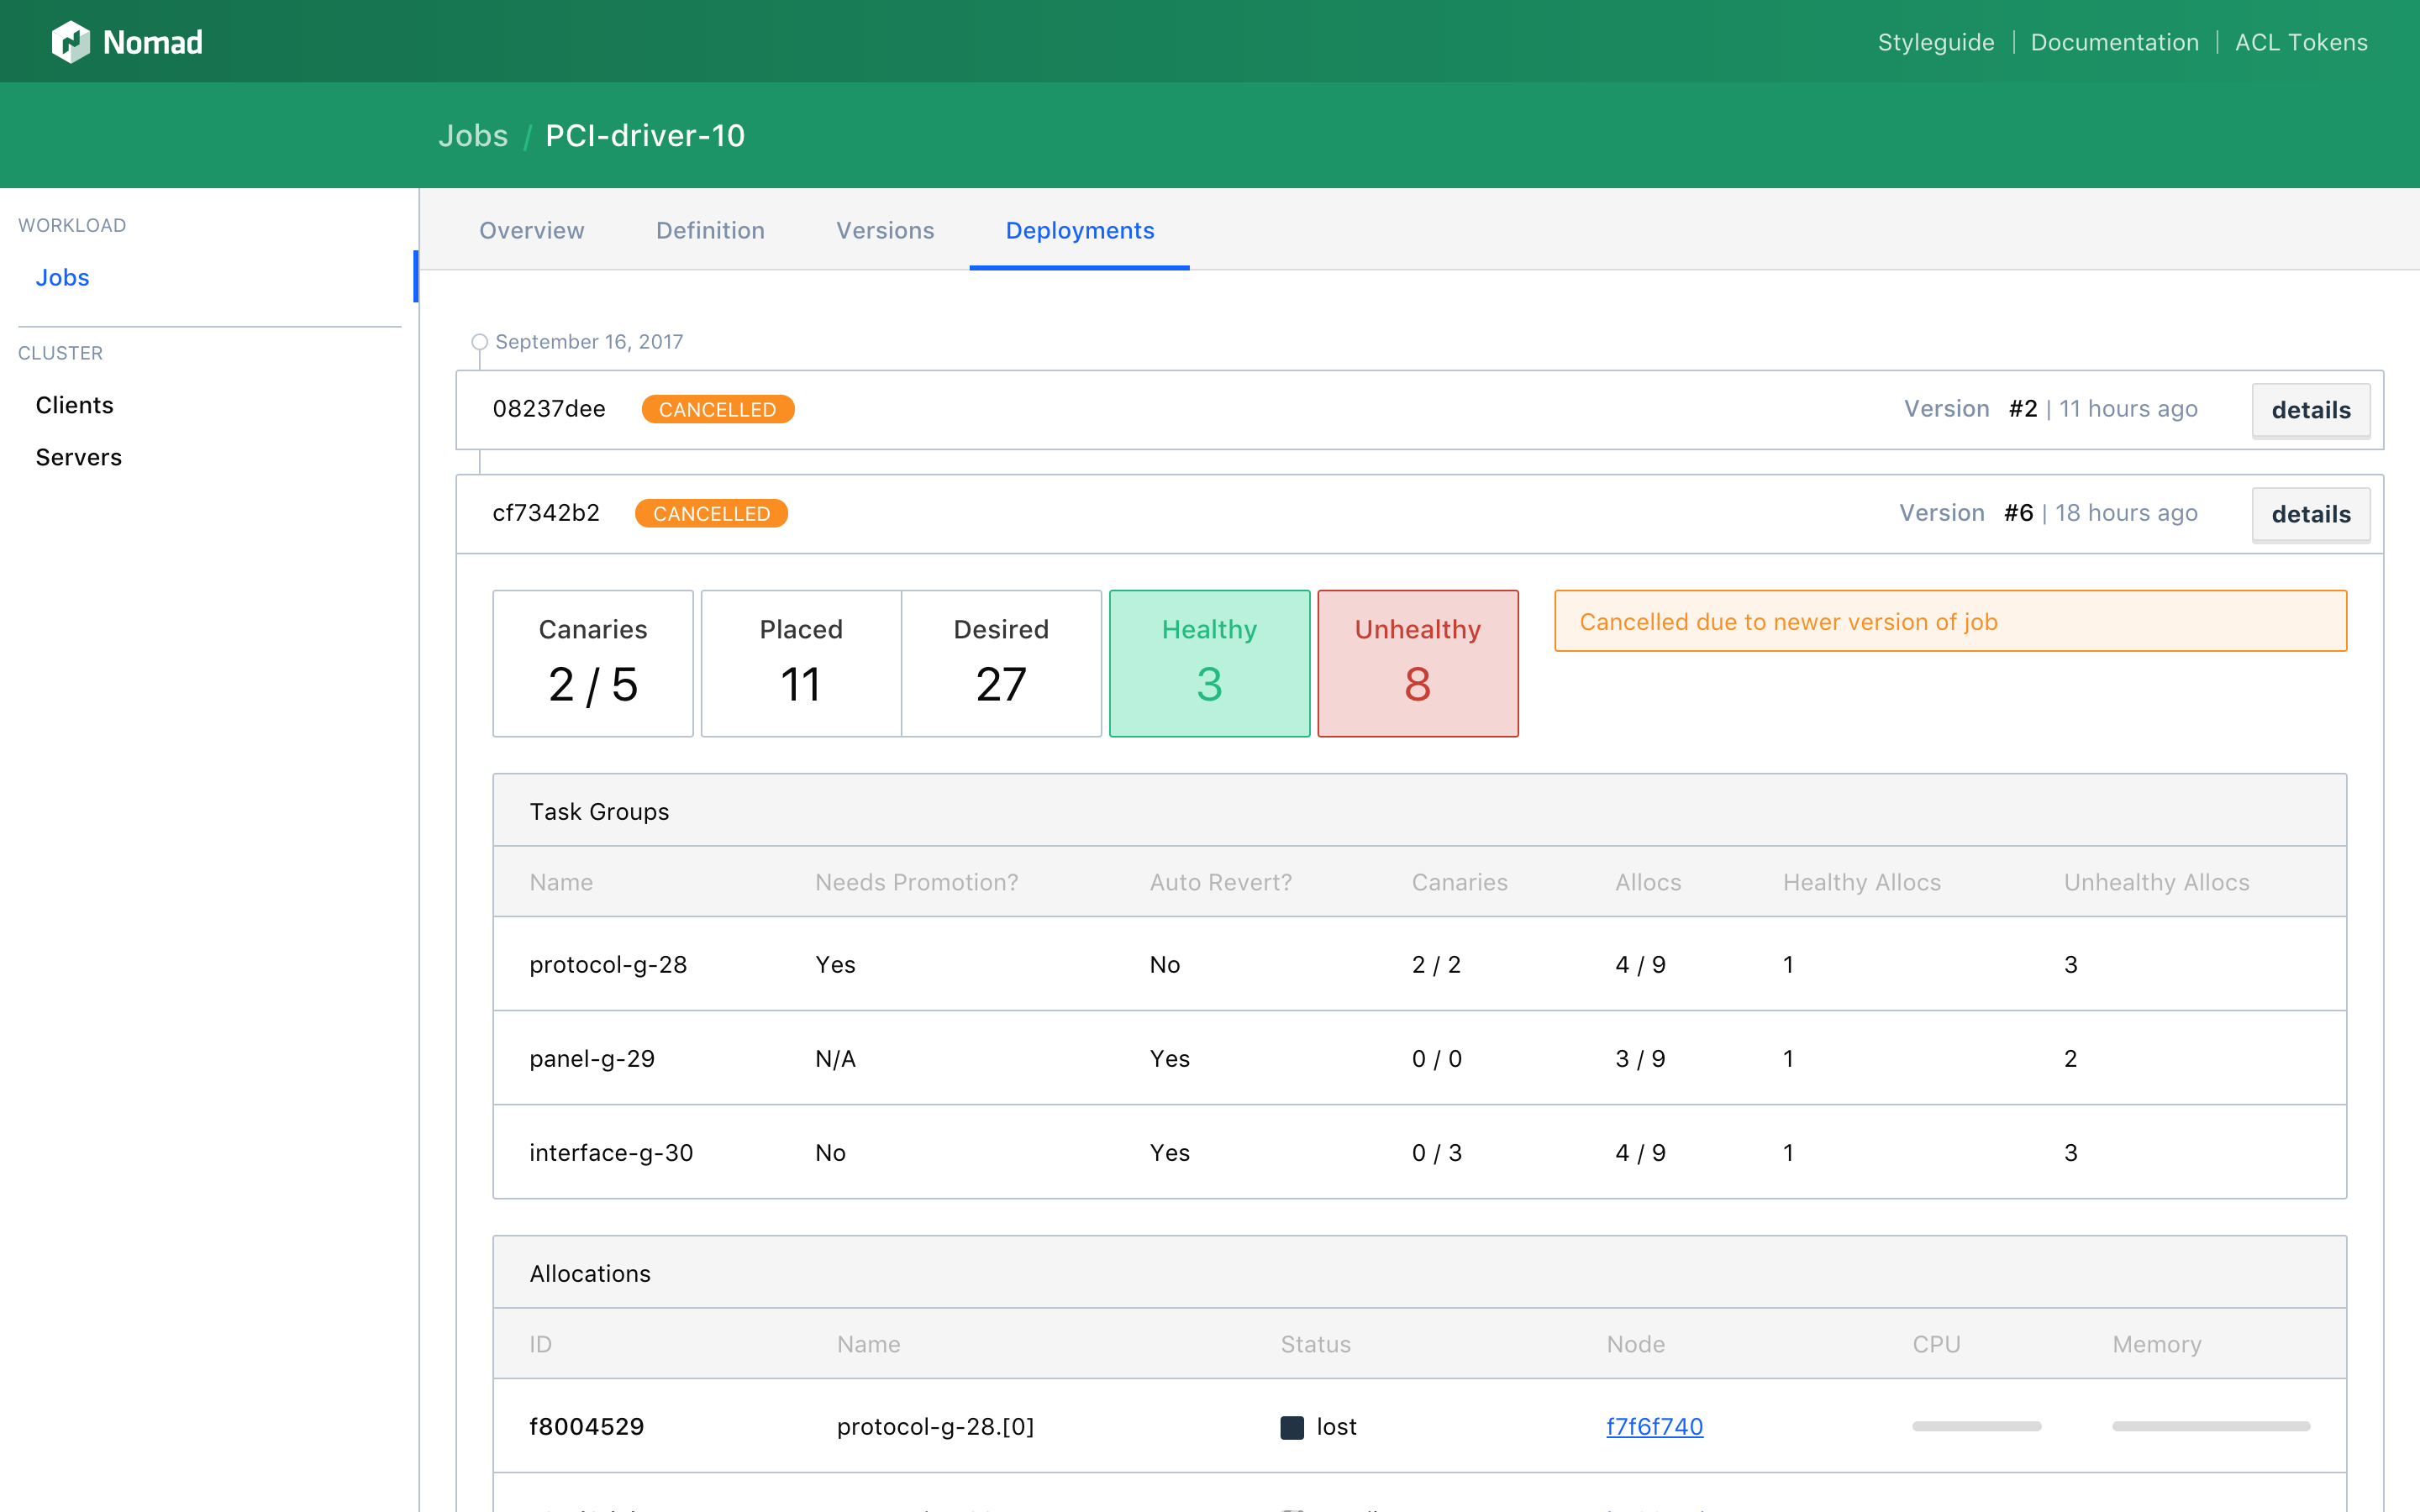 Nomad
Styleguide | Documentation | ACL Tokens
Jobs / PCI-driver-10
WORKLOAD
Jobs
CLUSTER
Clients
Servers
Overview Definition Versions Deployments
September 16, 2017
08237dee CANCELLED Version #2 | 11 hours ago details
cf7342b2 CANCELLED Version #6 | 18 hours ago details
Canaries Placed Desired Healthy Unhealthy
2 / 5 11 27 3 8
Cancelled due to newer version of job
Task Groups
Name Needs Promotion? Auto Revert? Canaries Allocs Healthy Allocs Unhealthy Allocs
protocol-g-28 Yes No 2 / 2 4 / 9 1 3
panel-g-29 N/A Yes 0 / 0 3 / 9 1 2
interface-g-30 No Yes 0 / 3 4 / 9 1 3
Allocations
ID Name Status Node CPU Memory
f8004529 protocol-g-28.[0] lost f7f6f740